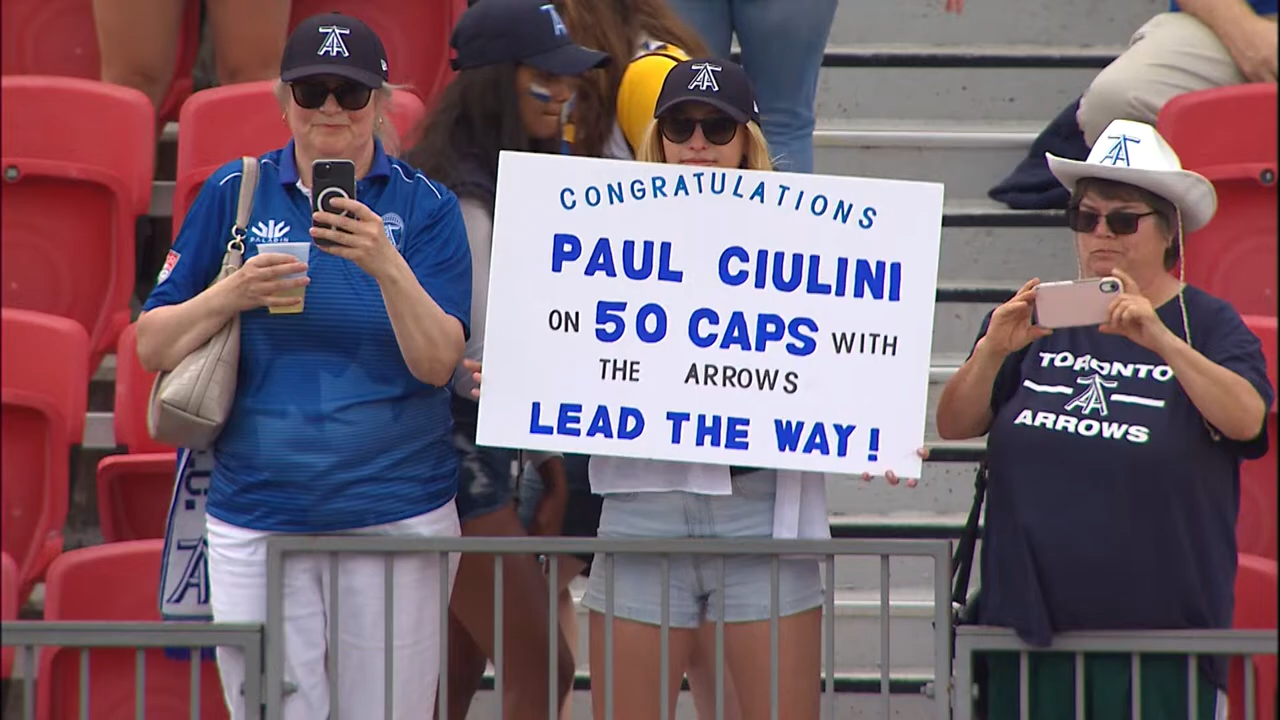 CONGRATULATIONS
PAUL CIULINI
ON 50 CAPS WITH
THE ARROWS
LEAD THE WAY!
PALADIN
TORONTO
ARROWS